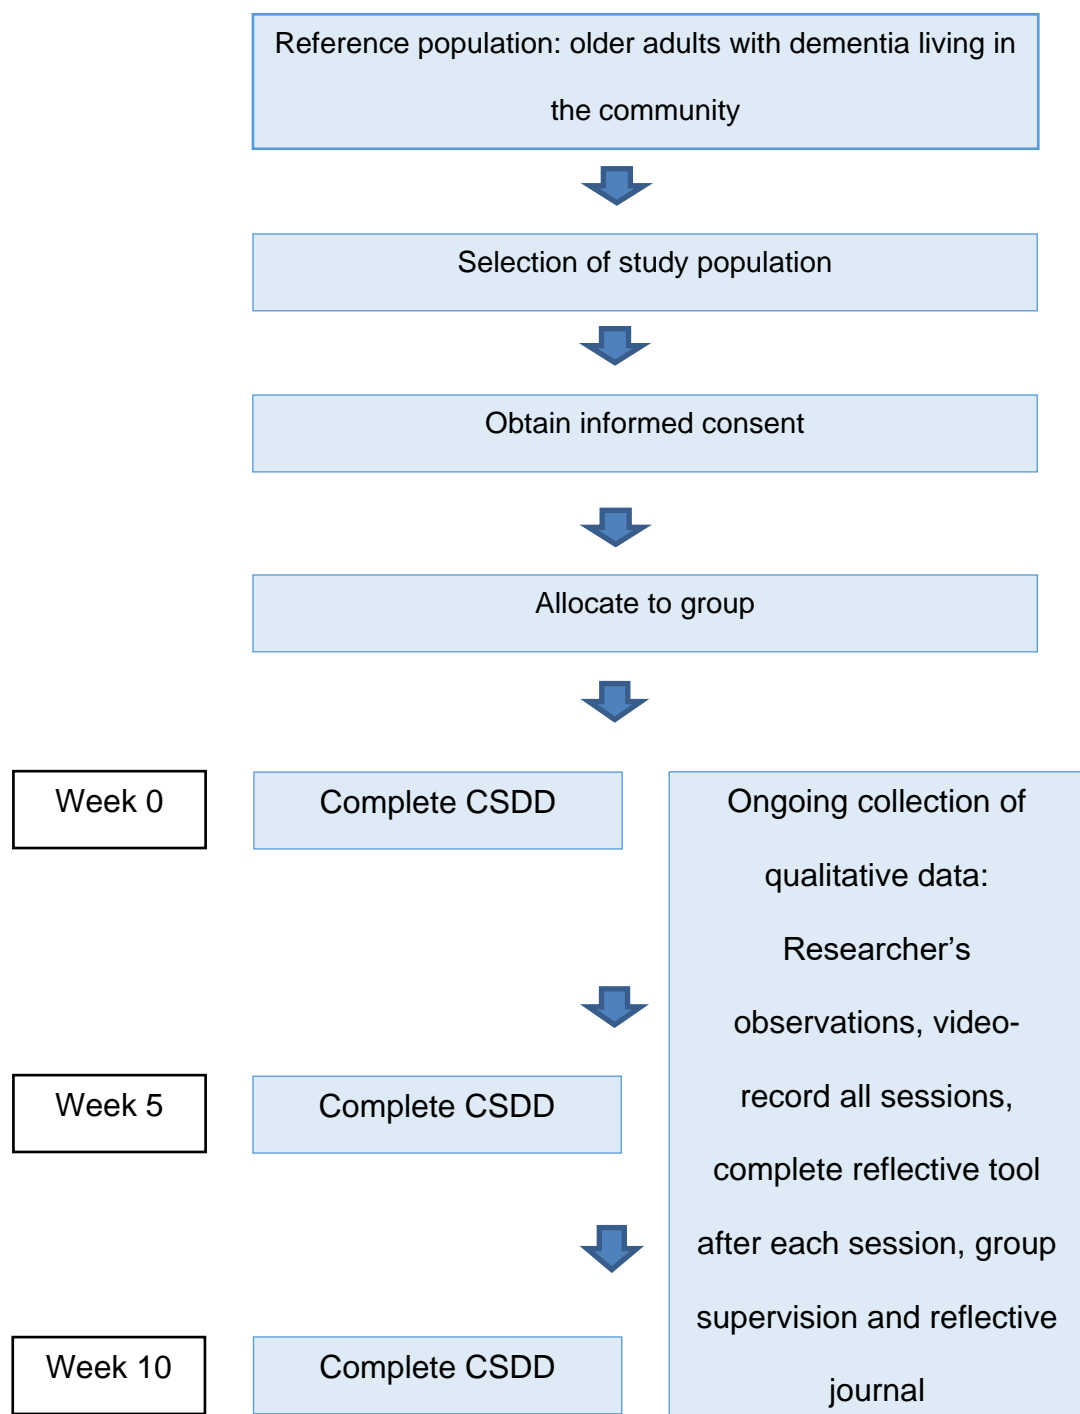 Reference population: older adults with dementia living in
the community
Selection of study population
Obtain informed consent
Allocate to group
Week 0
Complete CSDD
Ongoing collection of
qualitative data:
Researcher’s
observations, video-
record all sessions,
complete reflective tool
after each session, group
supervision and reflective
journal
Week 5
Complete CSDD
Week 10
Complete CSDD